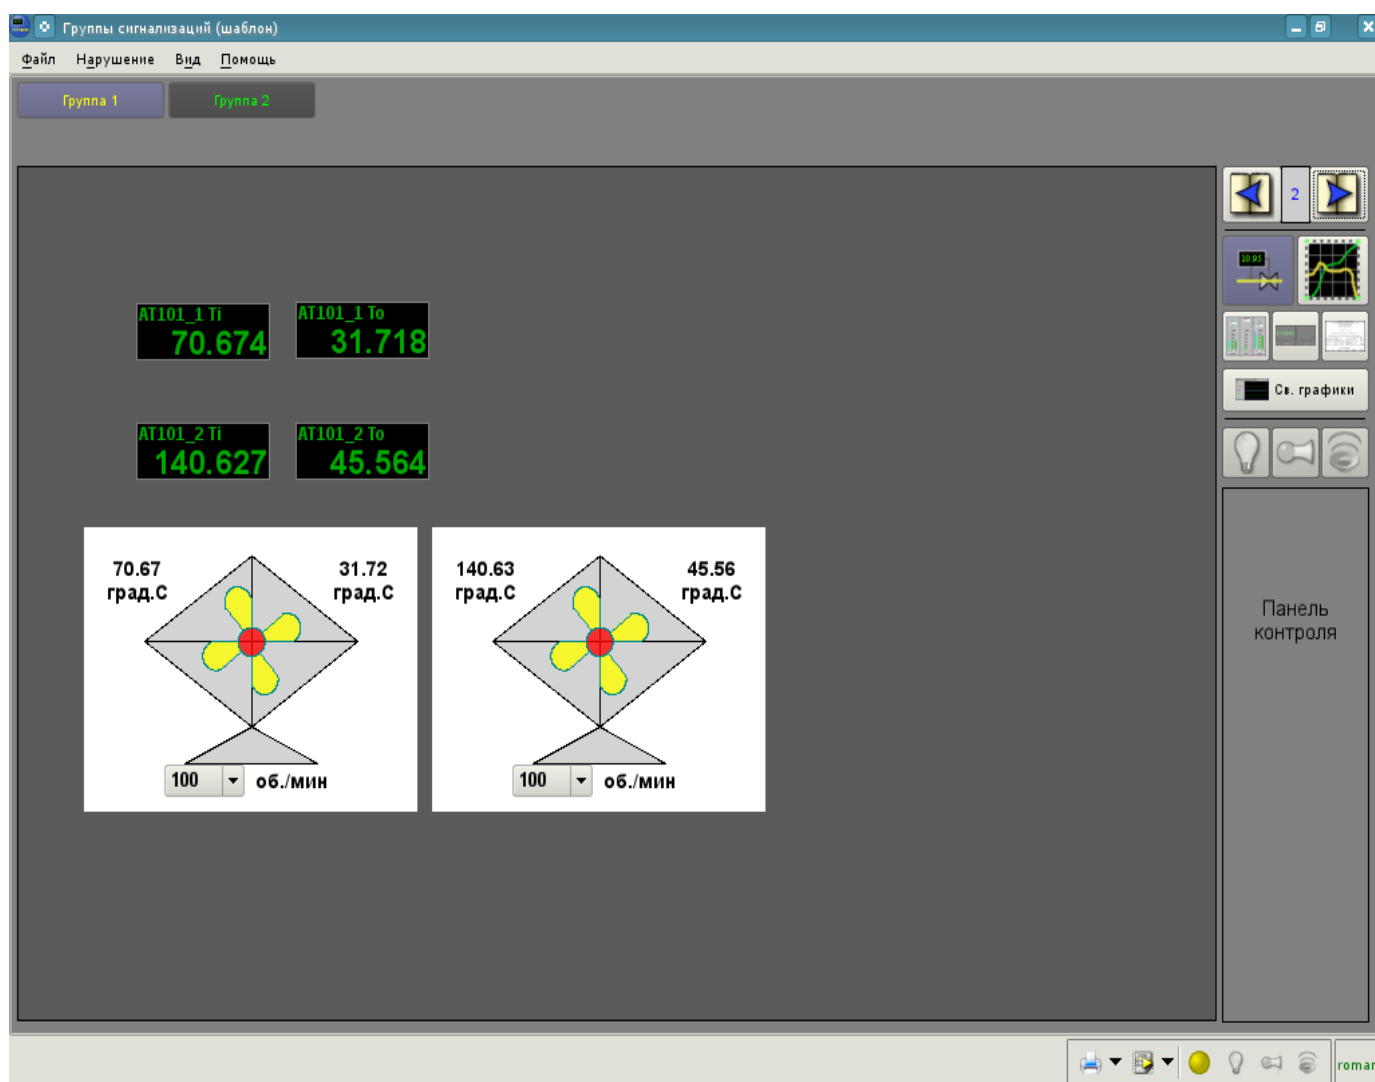 Группы сигнализаций (шаблон)
Файл Нарушение Вид Помощь
Группа 1 Группа 2
2
10.95
AT101_1 Ti
70.674
AT101_1 To
31.718
AT101_2 Ti
140.627
AT101_2 To
45.564
Св. графики
70.67
град.С
31.72
град.С
100 об./мин
140.63
град.С
45.56
град.С
100 об./мин
Панель
контроля
roman